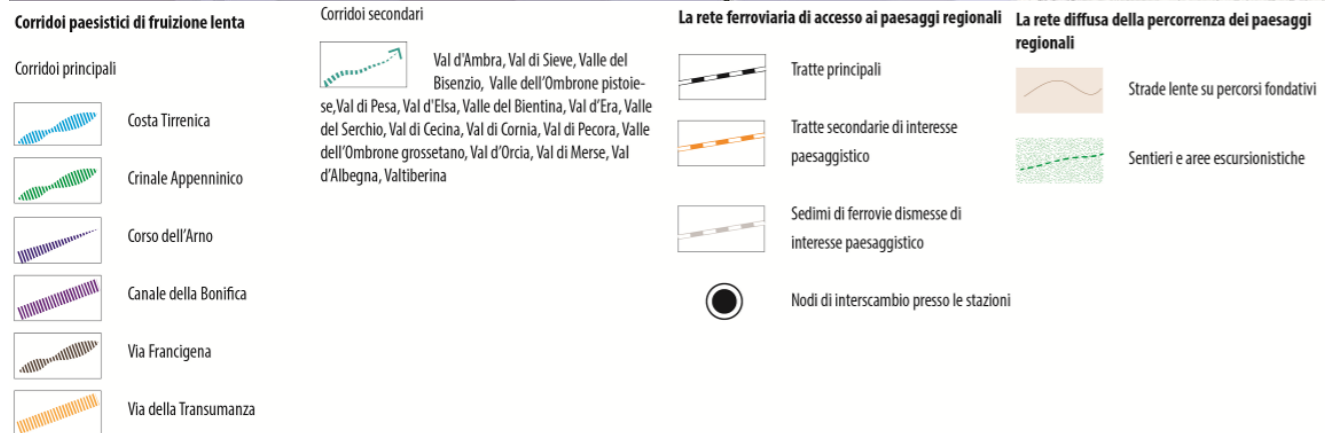 Corridoi paesistici di fruizione lenta
Corridoi principali
Costa Tirrenica
Crinale Appenninico
Corso dell'Arno
Canale della Bonifica
Via Francigena
Via della Transumanza
Corridoi secondari
Val d'Ambra, Val di Sieve, Valle del
Bisenzio, Valle dell'Ombrone pistoie-
se,Val di Pesa, Val d'Elsa, Valle del Bientina, Val d'Era, Valle
del Serchio, Val di Cecina, Val di Cornia, Val di Pecora, Valle
dell'Ombrone grossetano, Val d'Orcia, Val di Merse, Val
d'Albegna, Valtiberina
La rete ferroviaria di accesso ai paesaggi regionali
Tratte principali
Tratte secondarie di interesse
paesaggistico
Sedimi di ferrovie dismesse di
interesse paesaggistico
Nodi di interscambio presso le stazioni
La rete diffusa della percorrenza dei paesaggi
regionali
Strade lente su percorsi fondativi
Sentieri e aree escursionistiche